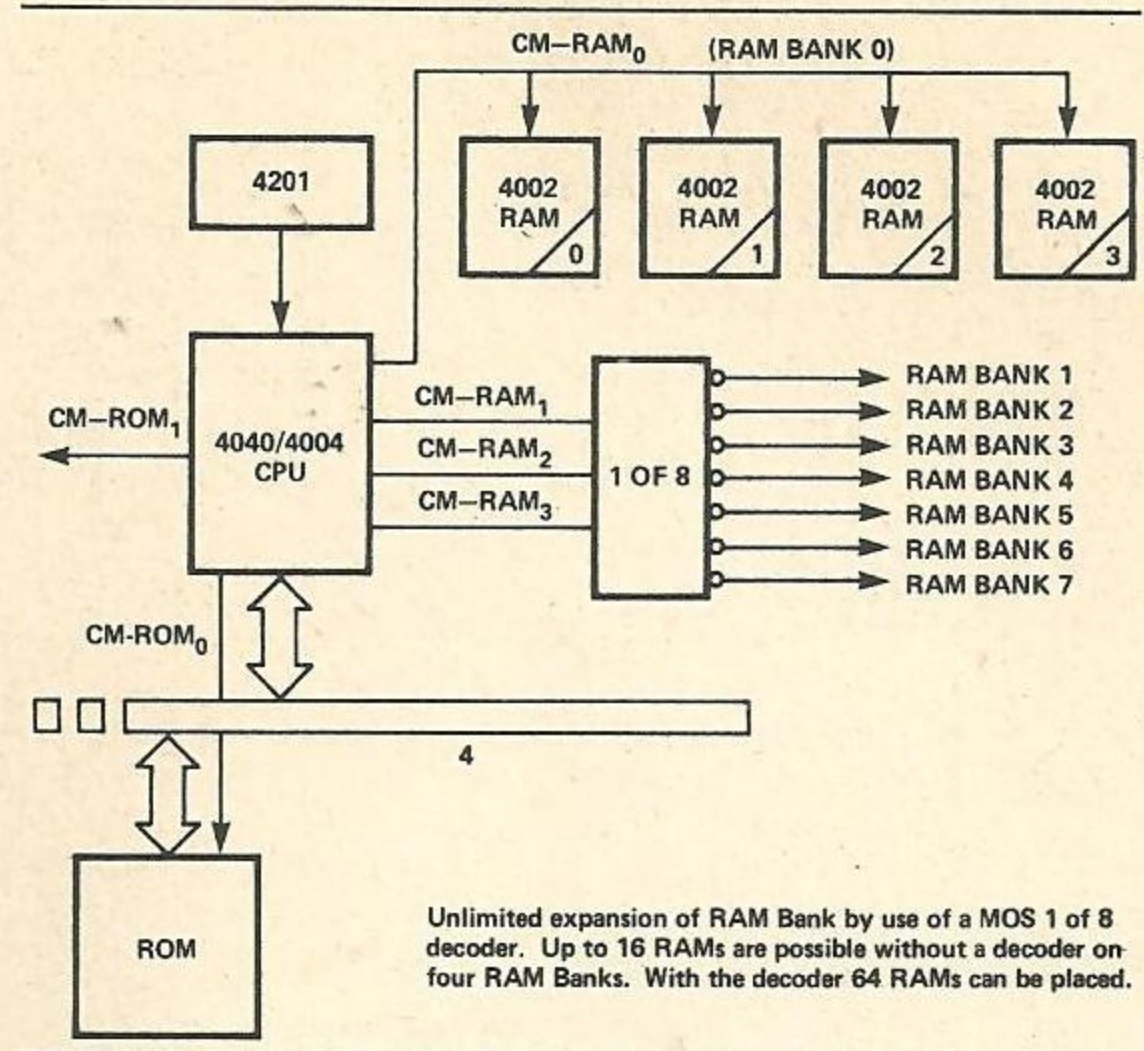 CM–RAM₀ (RAM BANK 0)
4201
4002
RAM
0
4002
RAM
1
4002
RAM
2
4002
RAM
3
CM–ROM₁
4040/4004
CPU
CM–RAM₁
CM–RAM₂
CM–RAM₃
1 OF 8
RAM BANK 1
RAM BANK 2
RAM BANK 3
RAM BANK 4
RAM BANK 5
RAM BANK 6
RAM BANK 7
CM-ROM₀
4
ROM
Unlimited expansion of RAM Bank by use of a MOS 1 of 8
decoder. Up to 16 RAMs are possible without a decoder on
four RAM Banks. With the decoder 64 RAMs can be placed.